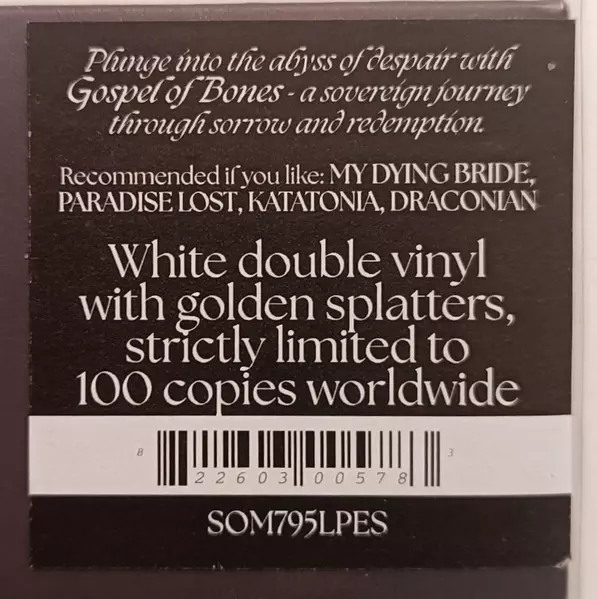 Plunge into the abyss of despair with
Gospel of Bones - a sovereign journey
through sorrow and redemption.
Recommended if you like: MY DYING BRIDE,
PARADISE LOST, KATATONIA, DRACONIAN
White double vinyl
with golden splatters,
strictly limited to
100 copies worldwide
8 22603 00578 3
SOM795LPES